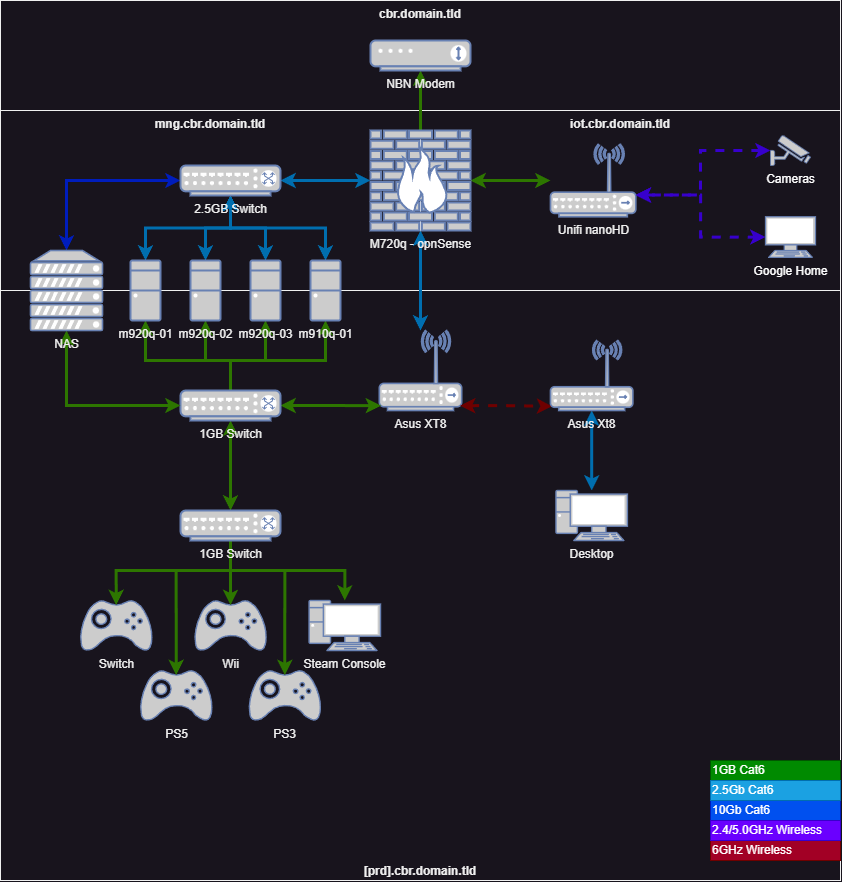 cbr.domain.tld
NBN Modem
mng.cbr.domain.tld
iot.cbr.domain.tld
2.5GB Switch
M720q - opnSense
Unifi nanoHD
Cameras
Google Home
NAS
m920q-01
m920q-02
m920q-03
m910q-01
1GB Switch
Asus XT8
Asus Xt8
1GB Switch
Desktop
Switch
Wii
Steam Console
PS5
PS3
1GB Cat6
2.5Gb Cat6
10Gb Cat6
2.4/5.0GHz Wireless
6GHz Wireless
[prd].cbr.domain.tld